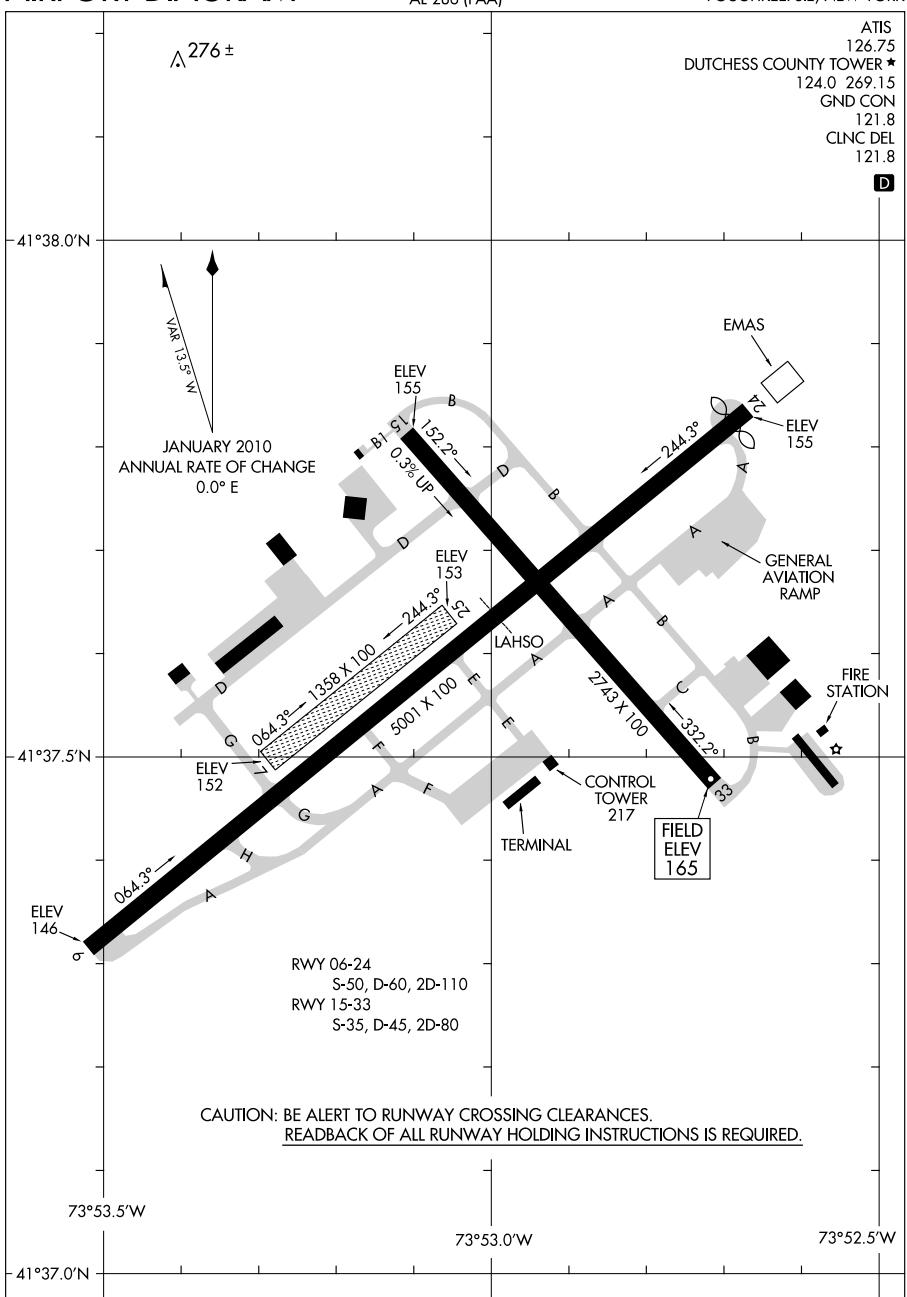 AIRPORT DIAGRAM
AL-286 (FAA)
POUGHKEEPSIE, NEW YORK
ATIS
126.75
DUTCHESS COUNTY TOWER ★
124.0 269.15
GND CON
121.8
CLNC DEL
121.8
D
276 ±
41°38.0'N
VAR 13.5° W
JANUARY 2010
ANNUAL RATE OF CHANGE
0.0° E
EMAS
ELEV
155
B
15
B1
152.2°
0.3% UP
D
B
24
ELEV
155
244.3°
A
A
GENERAL
AVIATION
RAMP
D
ELEV
153
25
244.3°
LAHSO
A
B
A
1358 X 100
064.3°
5001 X 100
2743 X 100
E
E
C
332.2°
B
FIRE
STATION
D
G
F
41°37.5'N
ELEV
152
7
G
A
F
CONTROL
TOWER
217
TERMINAL
33
FIELD
ELEV
165
H
A
064.3°
ELEV
146
6
RWY 06-24
S-50, D-60, 2D-110
RWY 15-33
S-35, D-45, 2D-80
CAUTION: BE ALERT TO RUNWAY CROSSING CLEARANCES.
READBACK OF ALL RUNWAY HOLDING INSTRUCTIONS IS REQUIRED.
73°53.5'W
73°53.0'W
73°52.5'W
41°37.0'N